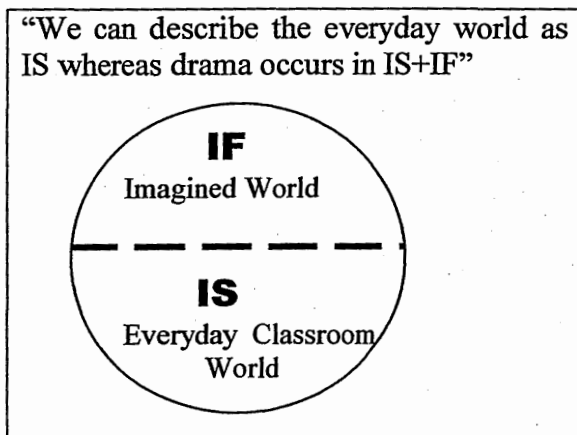 “We can describe the everyday world as
IS whereas drama occurs in IS+IF”
IF
Imagined World
IS
Everyday Classroom
World